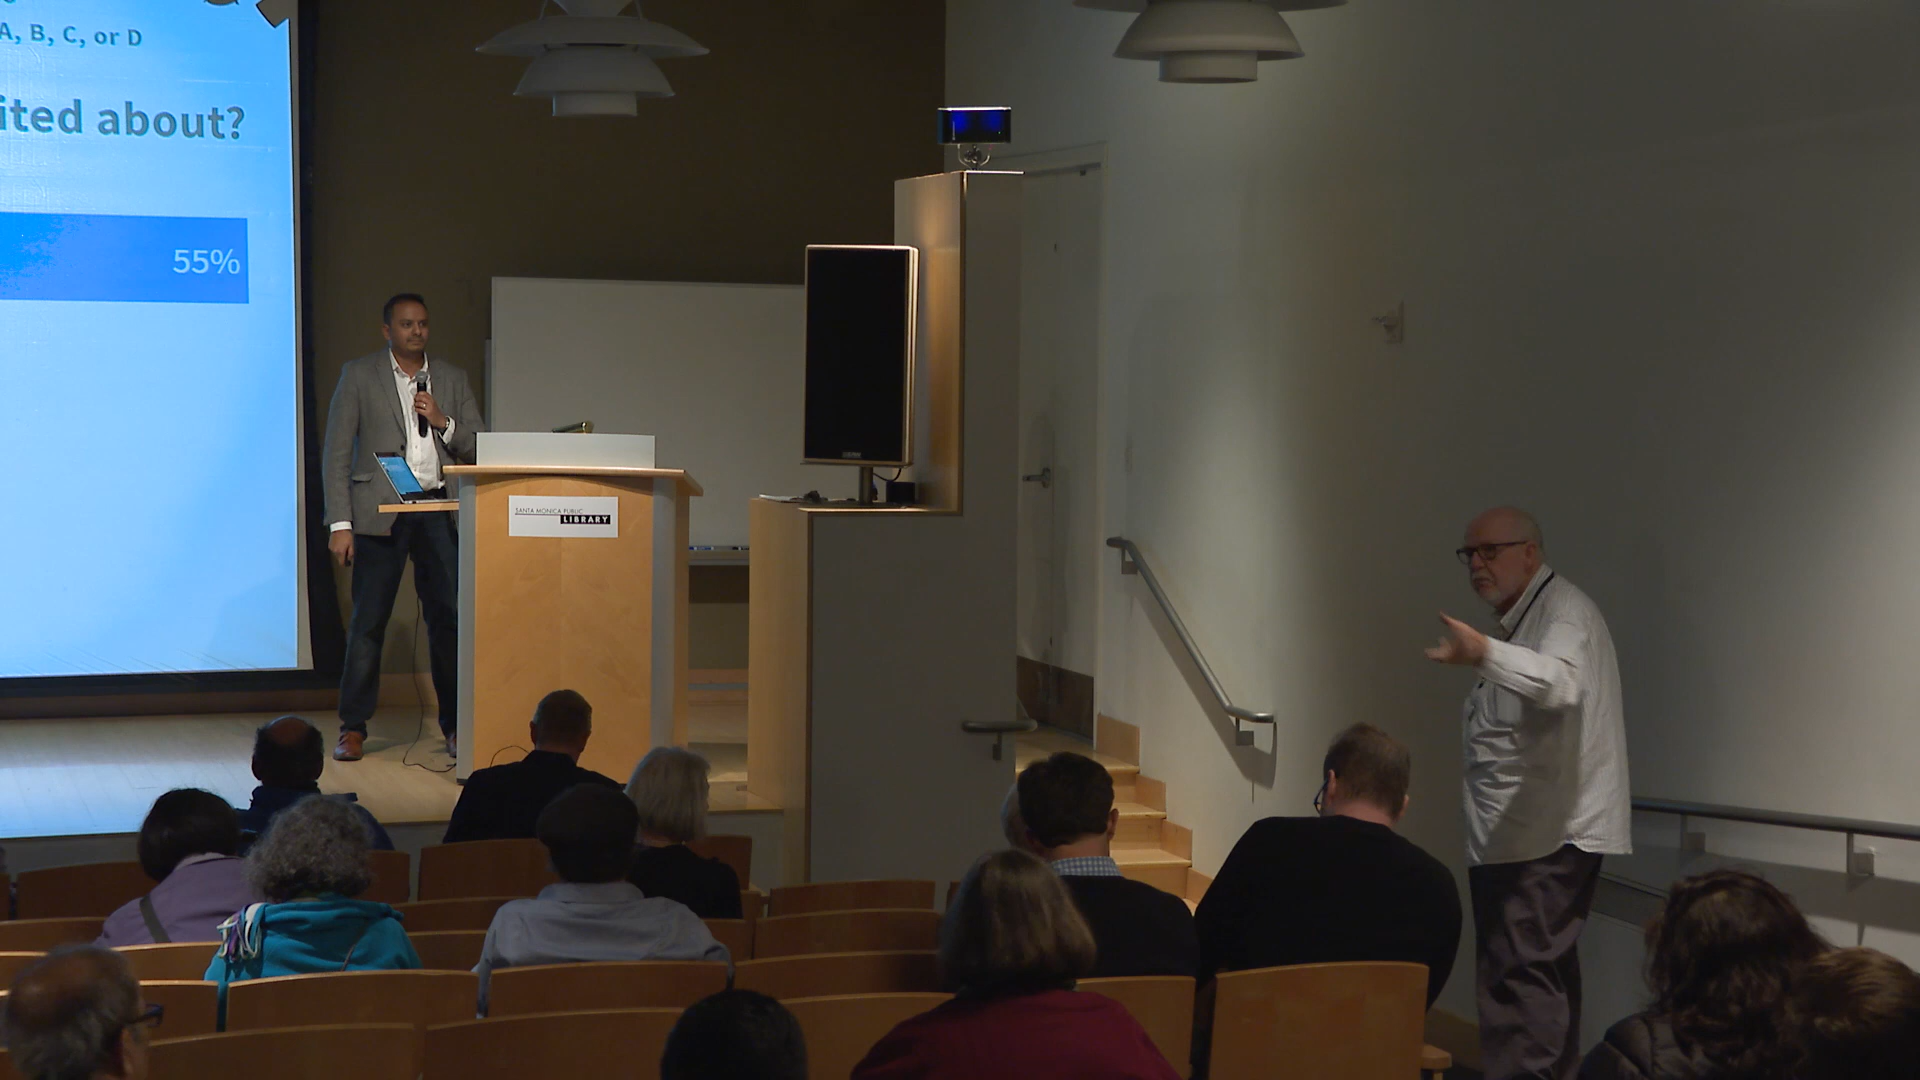 A, B, C, or D
ited about?
55%
SANTA MONICA PUBLIC
LIBRARY